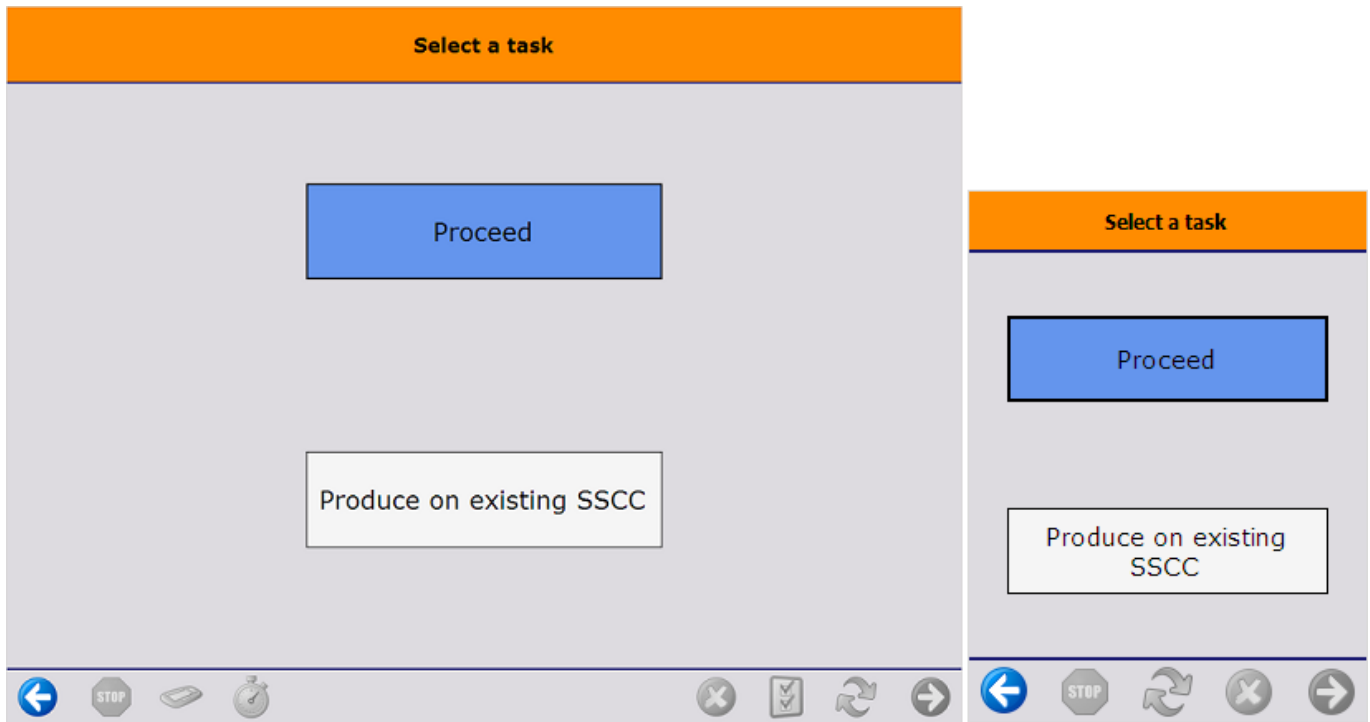 Select a task
Proceed
Produce on existing SSCC
STOP
Select a task
Proceed
Produce on existing
SSCC
STOP